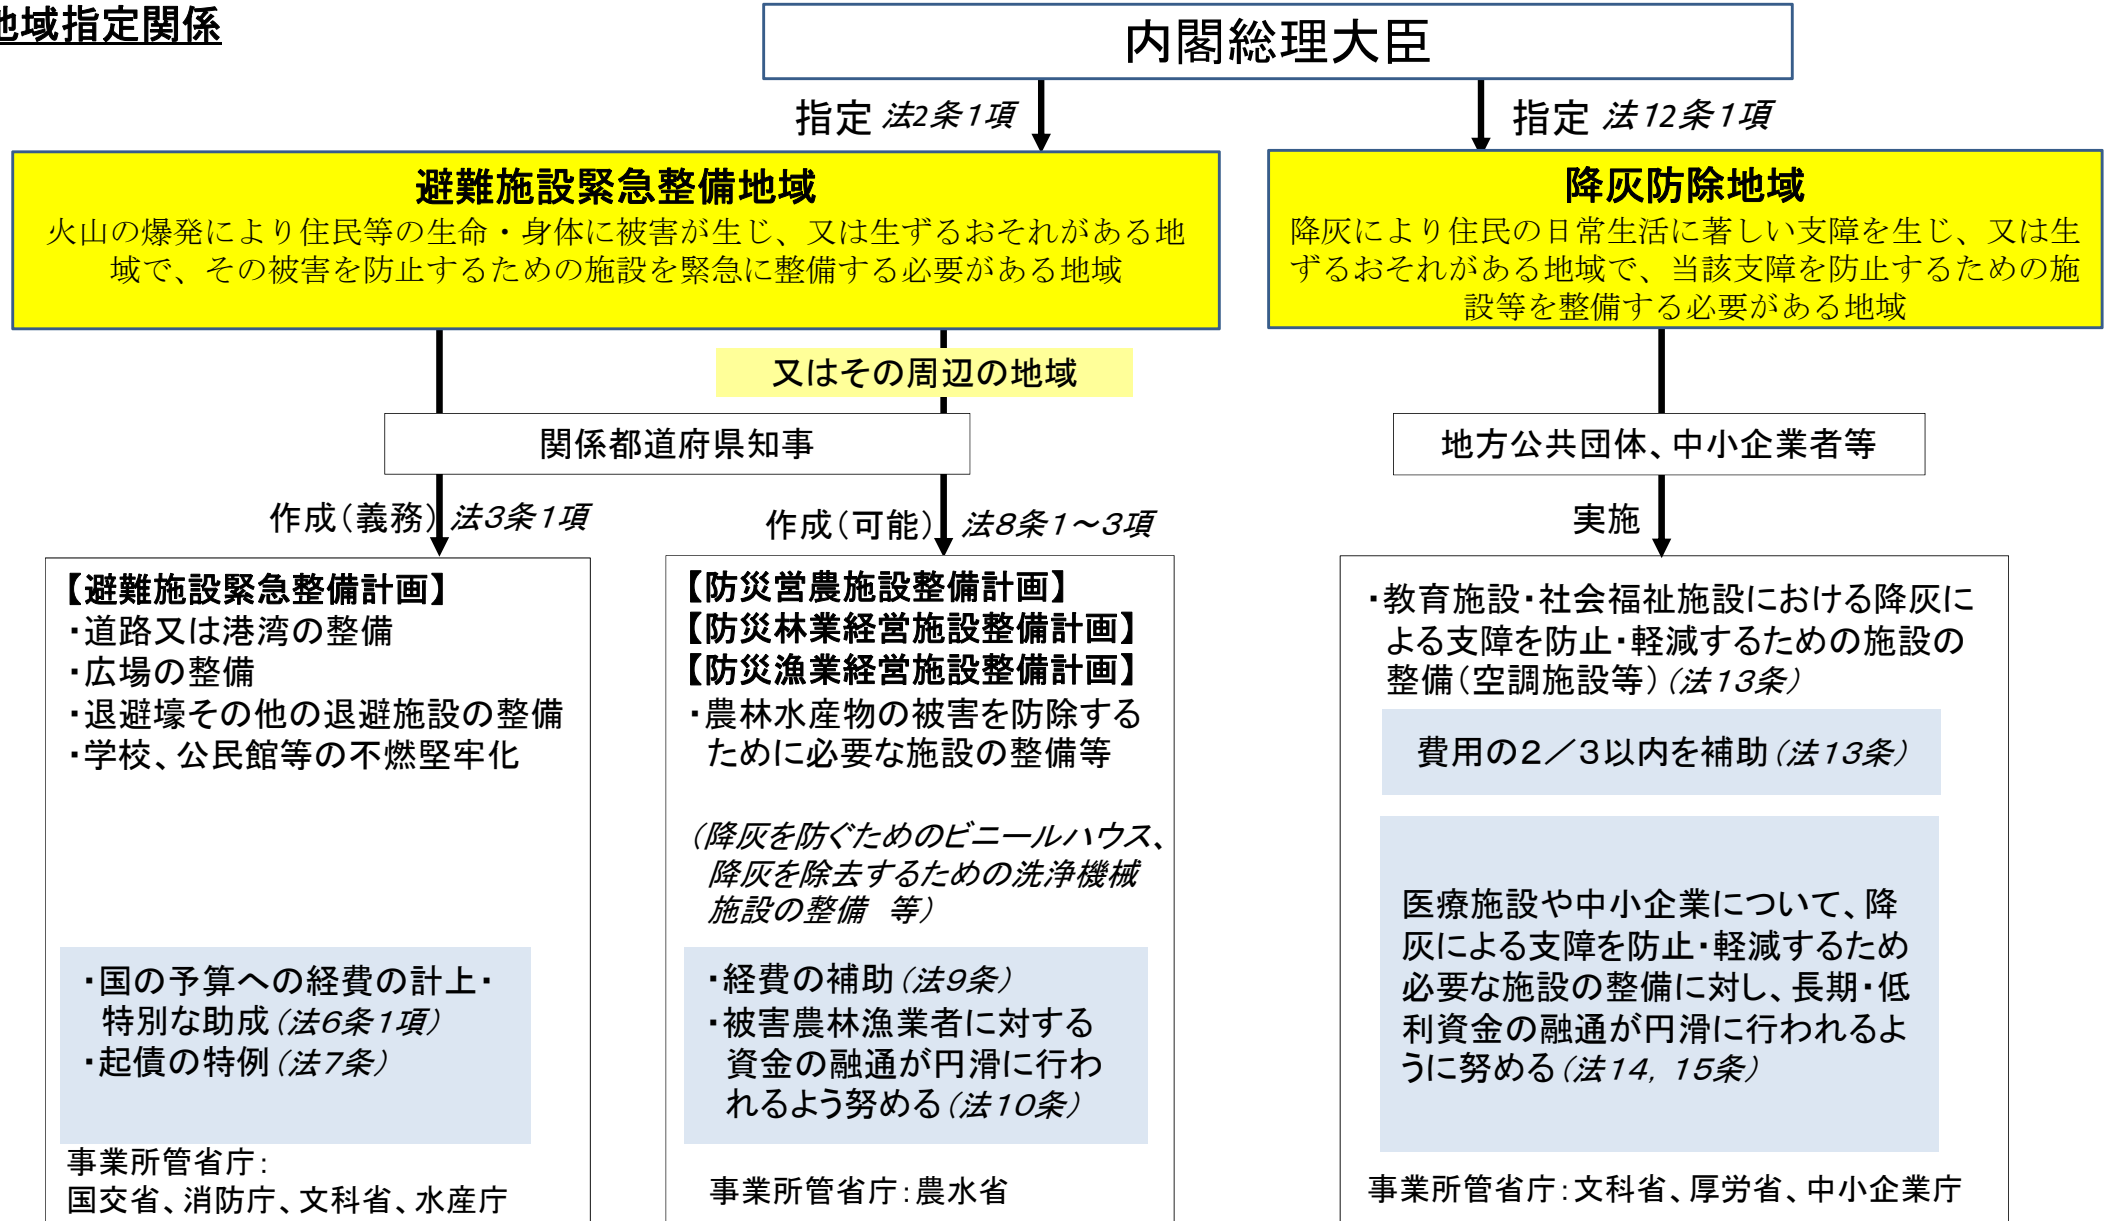 地域指定関係
内閣総理大臣
指定 法2条1項
指定 法12条1項
避難施設緊急整備地域
火山の爆発により住民等の生命・身体に被害が生じ、又は生ずるおそれがある地
域で、その被害を防止するための施設を緊急に整備する必要がある地域
降灰防除地域
降灰により住民の日常生活に著しい支障を生じ、又は生
ずるおそれがある地域で、当該支障を防止するための施
設等を整備する必要がある地域
又はその周辺の地域
関係都道府県知事
地方公共団体、中小企業者等
作成(義務) 法3条1項
作成(可能) 法8条1~3項
実施
【避難施設緊急整備計画】
・道路又は港湾の整備
・広場の整備
・退避壕その他の退避施設の整備
・学校、公民館等の不燃堅牢化
・国の予算への経費の計上・
特別な助成(法6条1項)
・起債の特例(法7条)
事業所管省庁:
国交省、消防庁、文科省、水産庁
【防災営農施設整備計画】
【防災林業経営施設整備計画】
【防災漁業経営施設整備計画】
・農林水産物の被害を防除する
ために必要な施設の整備等
(降灰を防ぐためのビニールハウス、
降灰を除去するための洗浄機械
施設の整備 等)
・経費の補助(法9条)
・被害農林漁業者に対する
資金の融通が円滑に行わ
れるよう努める(法10条)
事業所管省庁:農水省
・教育施設・社会福祉施設における降灰に
よる支障を防止・軽減するための施設の
整備(空調施設等)(法13条)
費用の2/3以内を補助(法13条)
医療施設や中小企業について、降
灰による支障を防止・軽減するため
必要な施設の整備に対し、長期・低
利資金の融通が円滑に行われるよ
うに努める(法14, 15条)
事業所管省庁:文科省、厚労省、中小企業庁